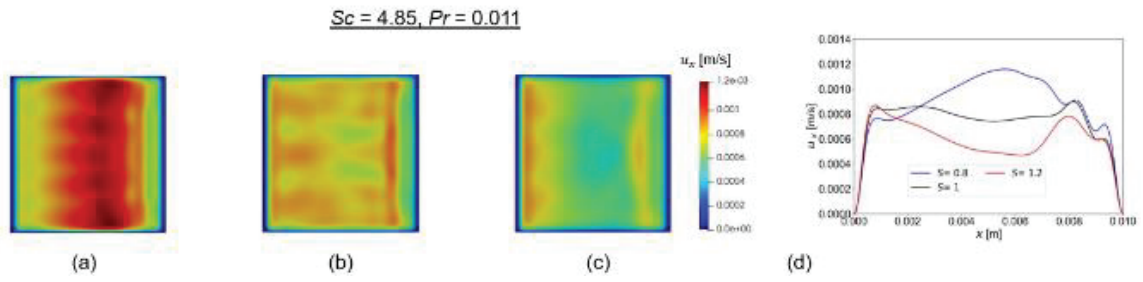 Sc = 4.85, Pr = 0.011
uₓ [m/s]
1.2e-03
0.001
0.0008
0.0006
0.0004
0.0002
0.0e+00
(a)
(b)
(c)
0.0014
0.0012
0.0010
0.0008
0.0006
0.0004
0.0002
0.0000
uₓ [m/s]
S= 0.8
S= 1.2
S= 1
0.000
0.002
0.004
0.006
0.008
0.010
x [m]
(d)